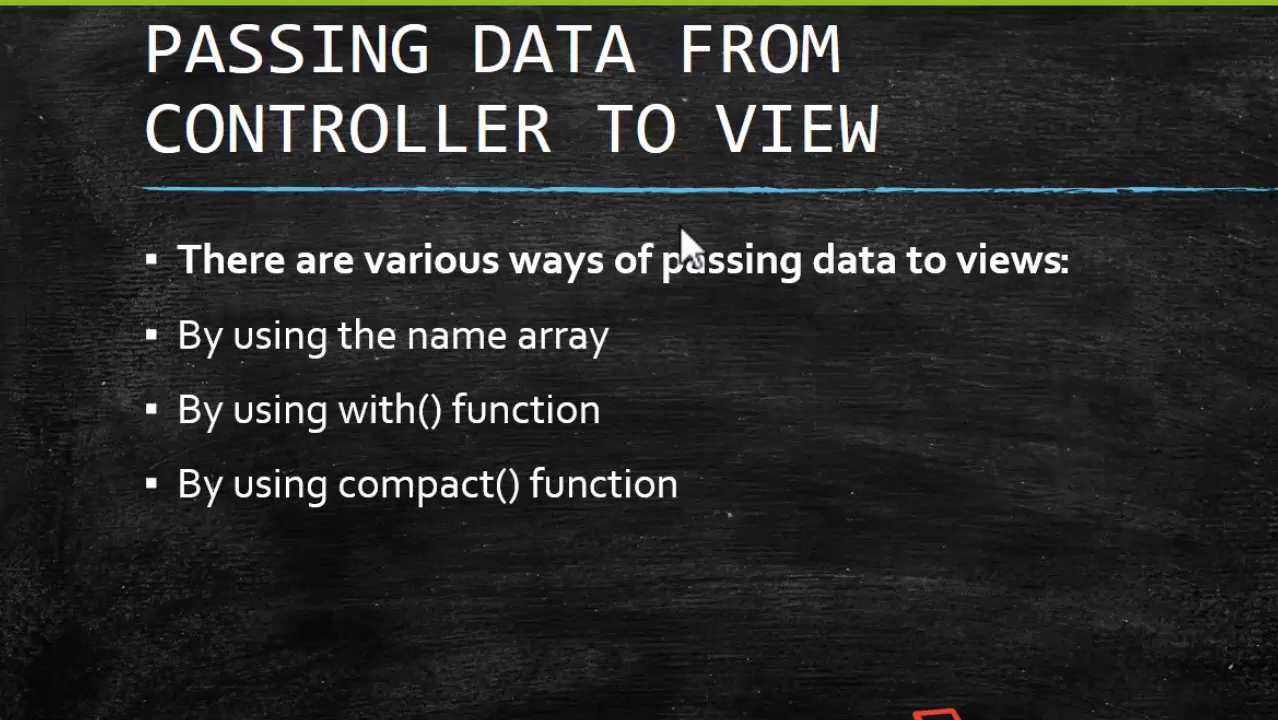 PASSING DATA FROM
CONTROLLER TO VIEW
▪ There are various ways of passing data to views:
▪ By using the name array
▪ By using with() function
▪ By using compact() function